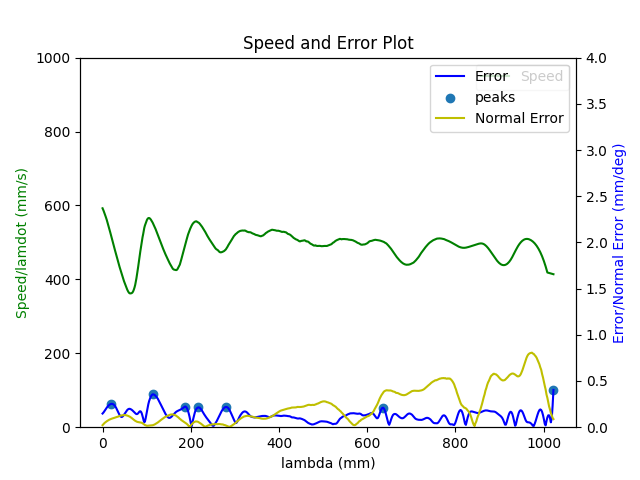 Speed and Error Plot
1000
800
600
400
200
0
Speed/lamdot (mm/s)
4.0
3.5
3.0
2.5
2.0
1.5
1.0
0.5
0.0
Error/Normal Error (mm/deg)
Speed
Error
peaks
Normal Error
0
200
400
600
800
1000
lambda (mm)